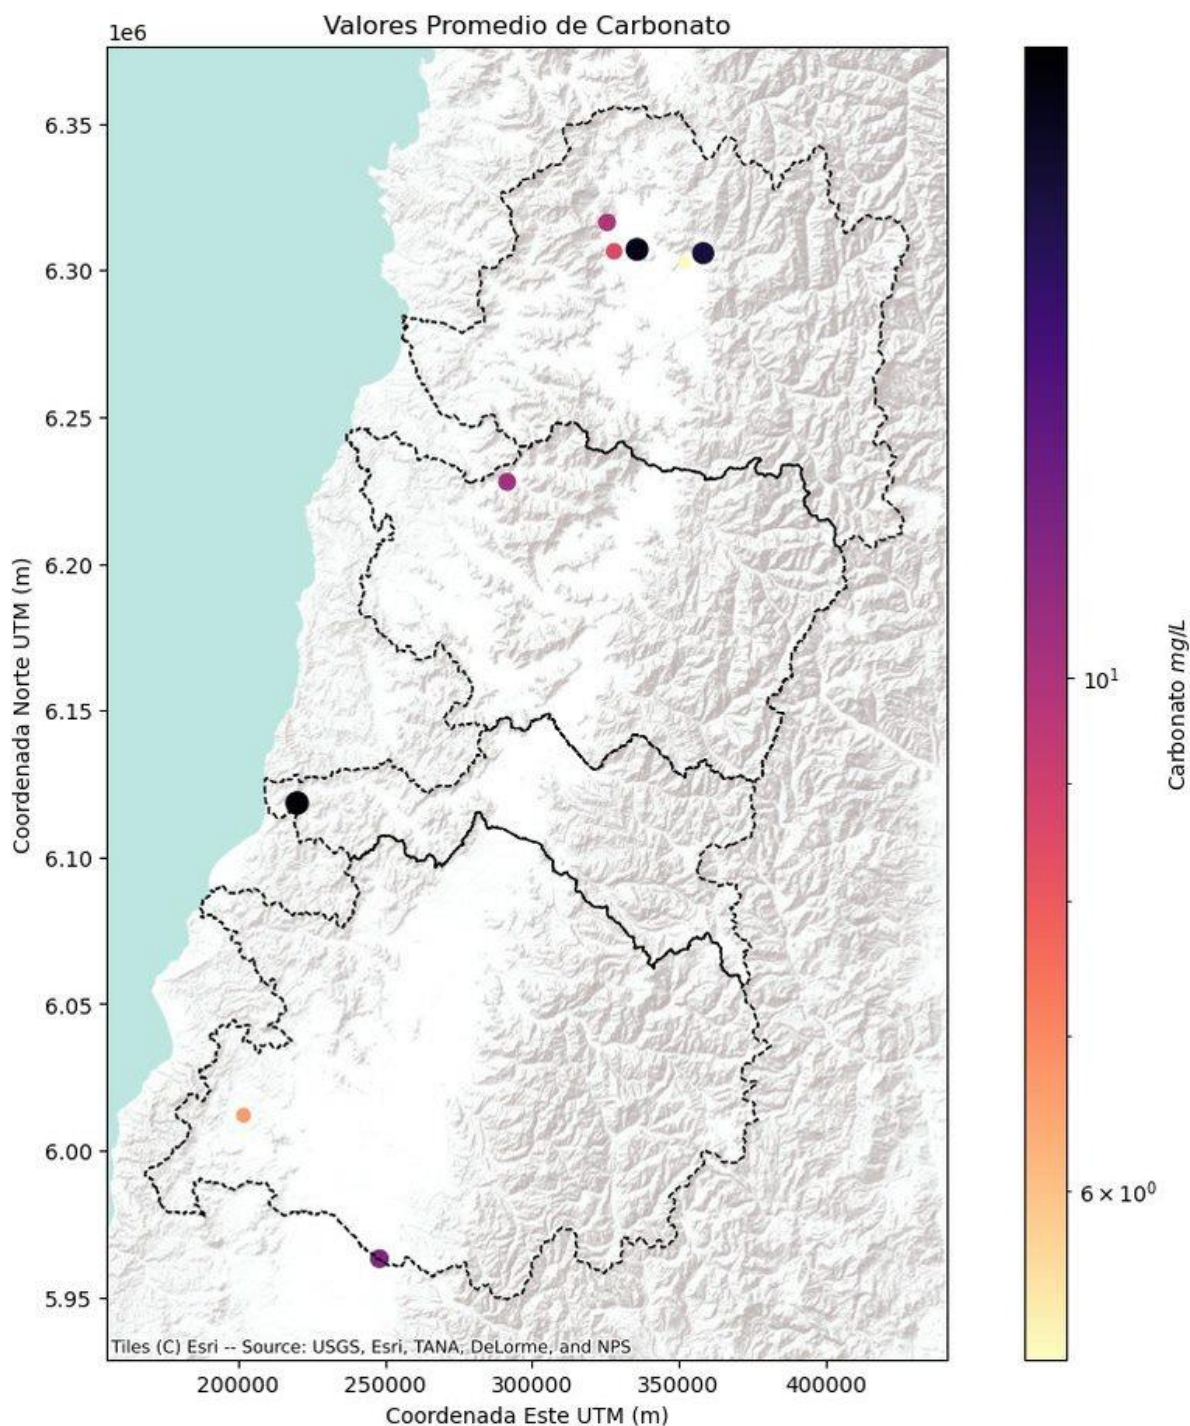 Valores Promedio de Carbonato
1e6
6.35
6.30
6.25
6.20
6.15
6.10
6.05
6.00
5.95
Coordenada Norte UTM (m)
Tiles (C) Esri -- Source: USGS, Esri, TANA, DeLorme, and NPS
200000 250000 300000 350000 400000
Coordenada Este UTM (m)
10¹
6 × 10⁰
Carbonato mg/L